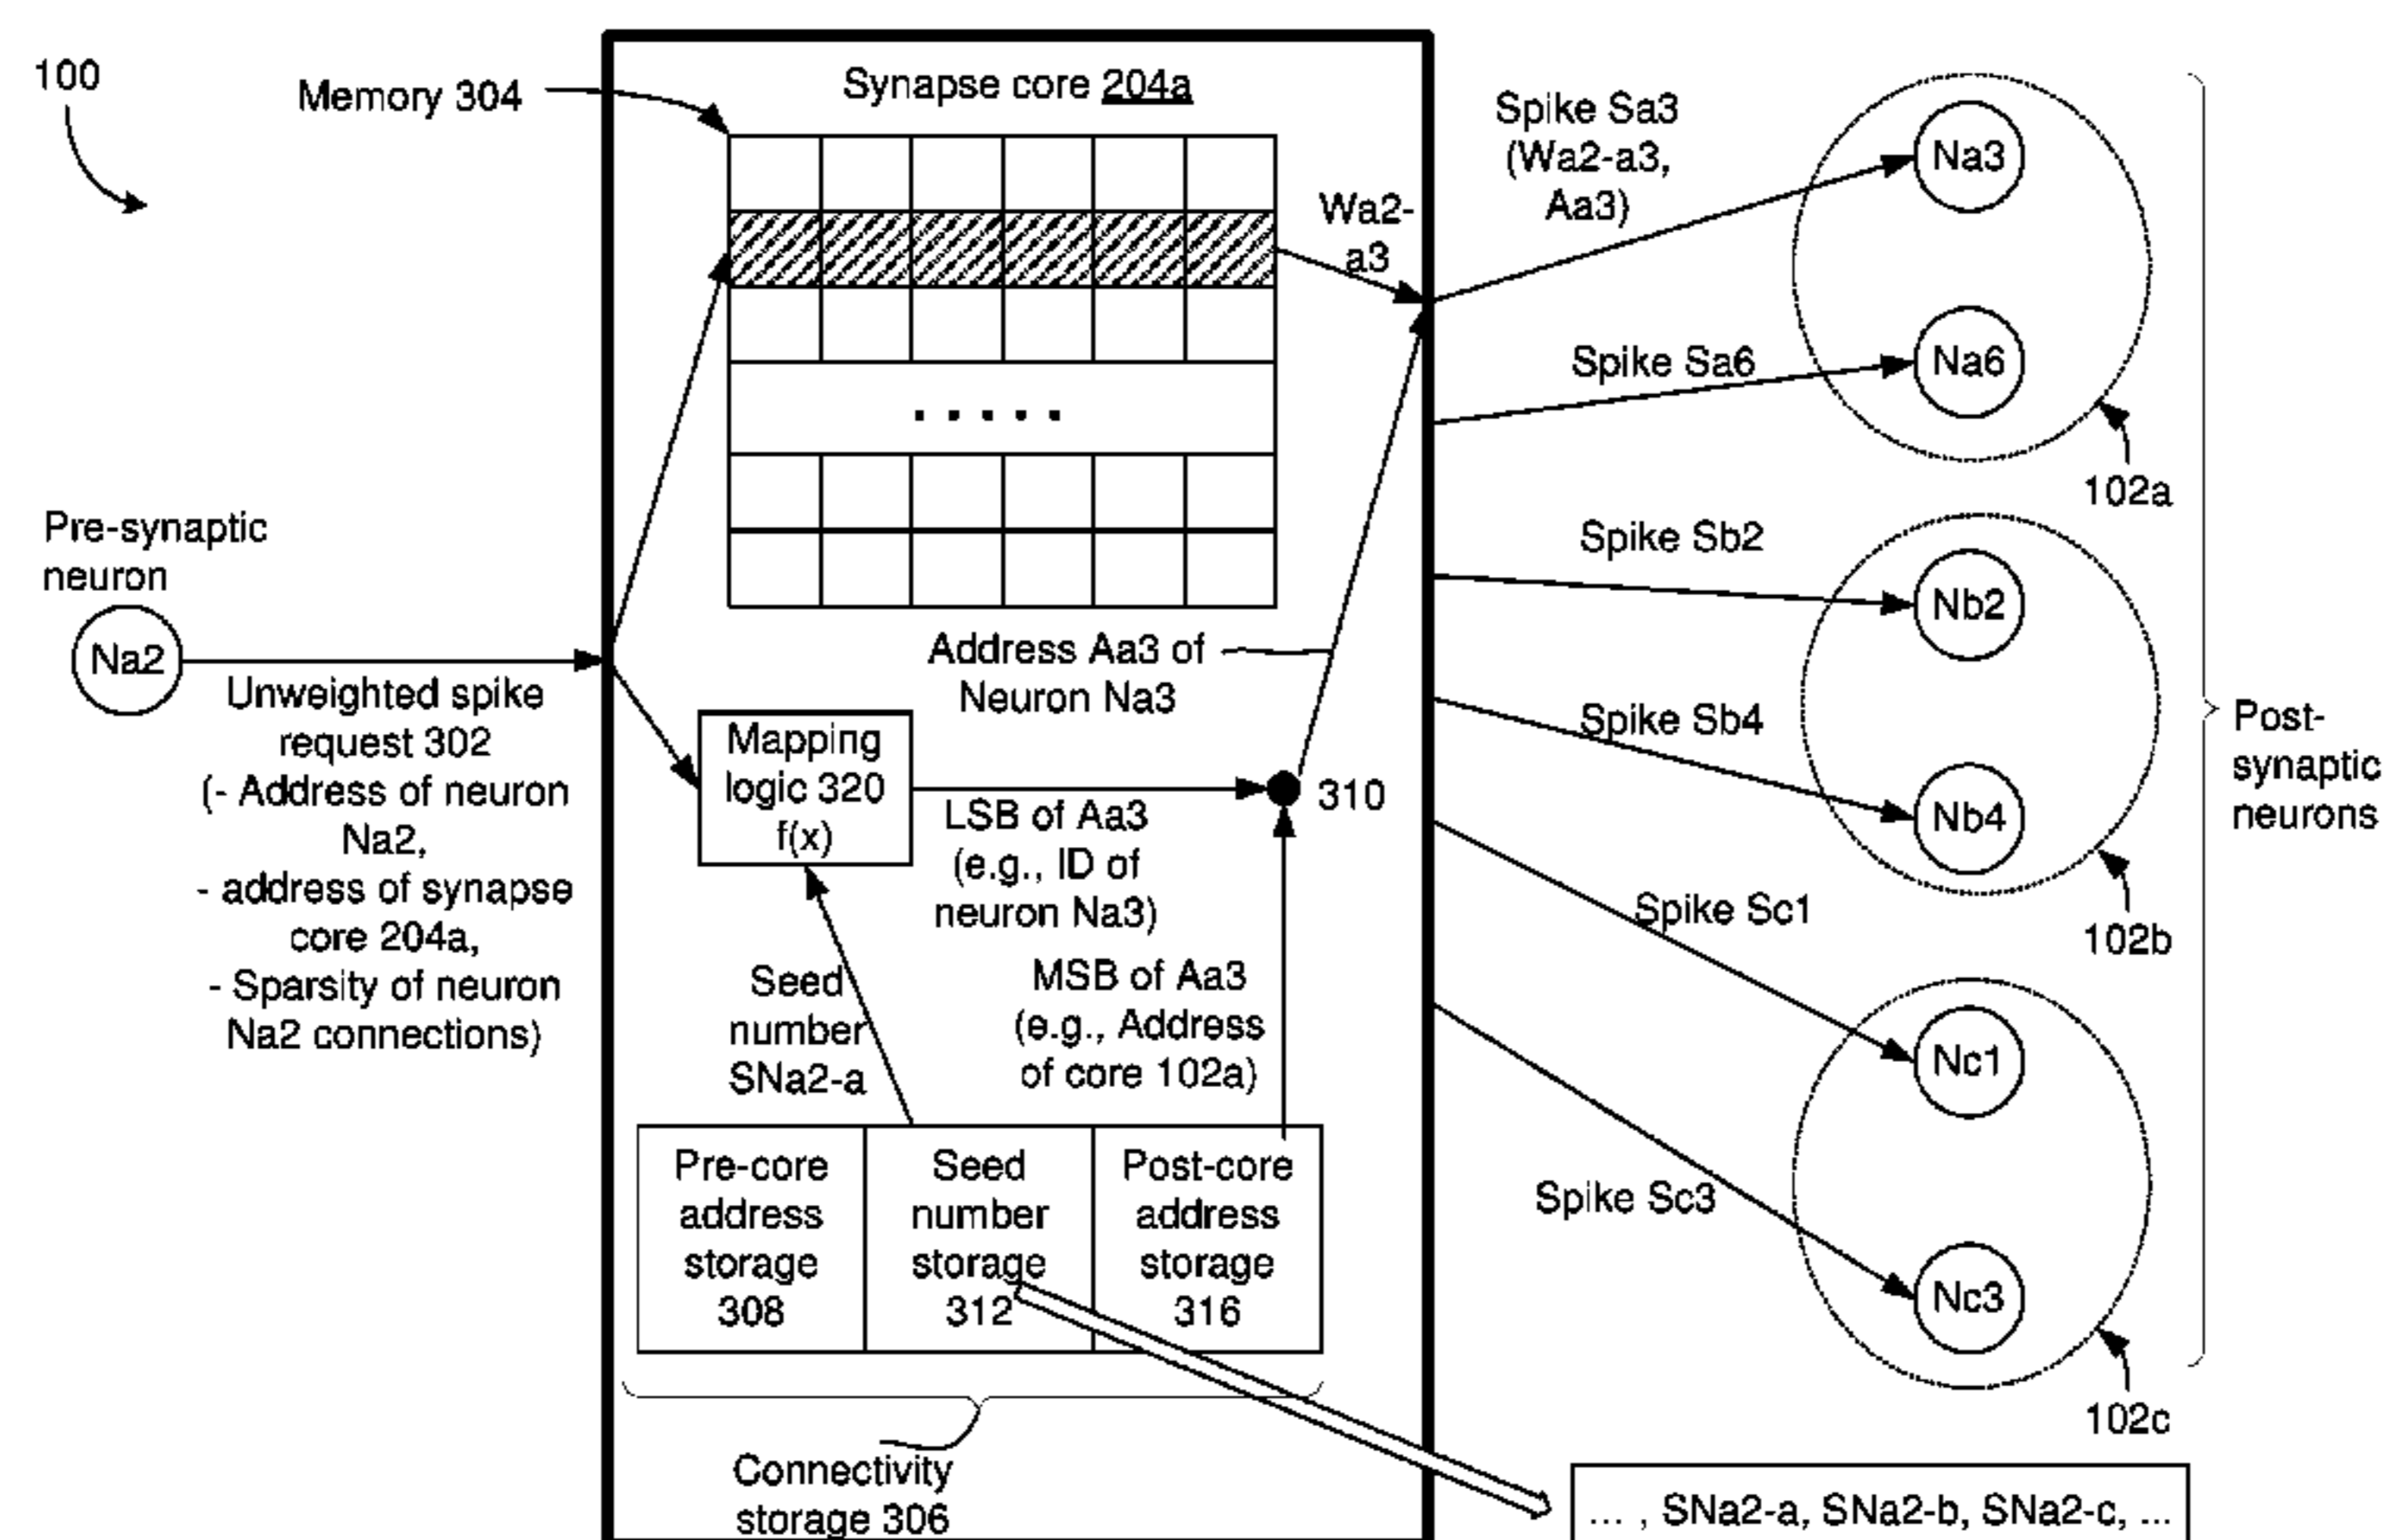 100
Memory 304
Synapse core 204a
Wa2-
a3
Spike Sa3
(Wa2-a3,
Aa3)
Na3
Spike Sa6
Na6
102a
Pre-synaptic
neuron
Na2
Unweighted spike
request 302
(- Address of neuron
Na2,
- address of synapse
core 204a,
- Sparsity of neuron
Na2 connections)
.....
Address Aa3 of
Neuron Na3
Mapping
logic 320
f(x)
310
LSB of Aa3
(e.g., ID of
neuron Na3)
Seed
number
SNa2-a
MSB of Aa3
(e.g., Address
of core 102a)
Pre-core
address
storage
308
Seed
number
storage
312
Post-core
address
storage
316
Connectivity
storage 306
Spike Sb2
Nb2
Spike Sb4
Nb4
102b
Post-
synaptic
neurons
Spike Sc1
Nc1
Spike Sc3
Nc3
102c
... , SNa2-a, SNa2-b, SNa2-c, ...